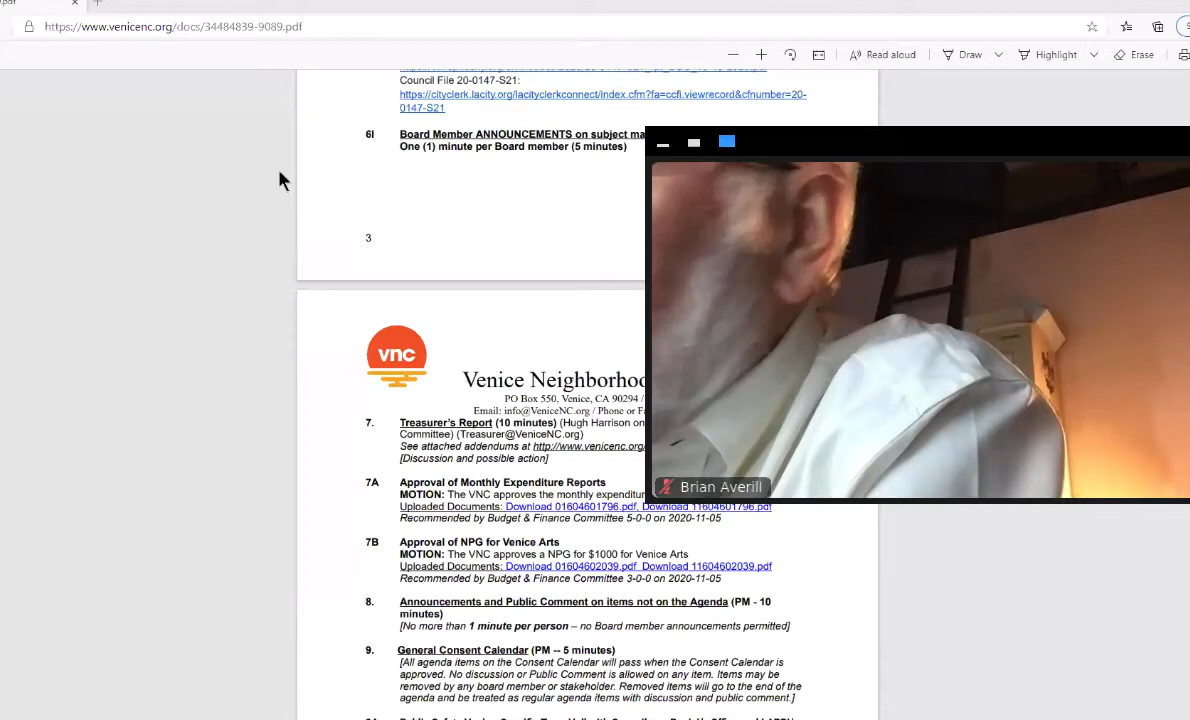 .pdf
https://www.venicenc.org/docs/34484839-9089.pdf
Read aloud
Draw
Highlight
Erase
Council File 20-0147-S21:
https://cityclerk.lacity.org/lacityclerkconnect/index.cfm?fa=ccfi.viewrecord&cfnumber=20-
0147-S21
6I Board Member ANNOUNCEMENTS on subject ma
One (1) minute per Board member (5 minutes)
3
vnc
Venice Neighborhoo
PO Box 550, Venice, CA 90294 /
Email: info@VeniceNC.org / Phone or Fa
7. Treasurer's Report (10 minutes) (Hugh Harrison on
Committee) (Treasurer@VeniceNC.org)
See attached addendums at http://www.venicenc.org/
[Discussion and possible action]
7A Approval of Monthly Expenditure Reports
MOTION: The VNC approves the monthly expenditur
Uploaded Documents: Download 01604601796.pdf, Download 11604601796.pdf
Recommended by Budget & Finance Committee 5-0-0 on 2020-11-05
7B Approval of NPG for Venice Arts
MOTION: The VNC approves a NPG for $1000 for Venice Arts
Uploaded Documents: Download 01604602039.pdf Download 11604602039.pdf
Recommended by Budget & Finance Committee 3-0-0 on 2020-11-05
8. Announcements and Public Comment on items not on the Agenda (PM - 10
minutes)
[No more than 1 minute per person – no Board member announcements permitted]
9. General Consent Calendar (PM -- 5 minutes)
[All agenda items on the Consent Calendar will pass when the Consent Calendar is
approved. No discussion or Public Comment is allowed on any item. Items may be
removed by any board member or stakeholder. Removed items will go to the end of the
agenda and be treated as regular agenda items with discussion and public comment.]
Brian Averill